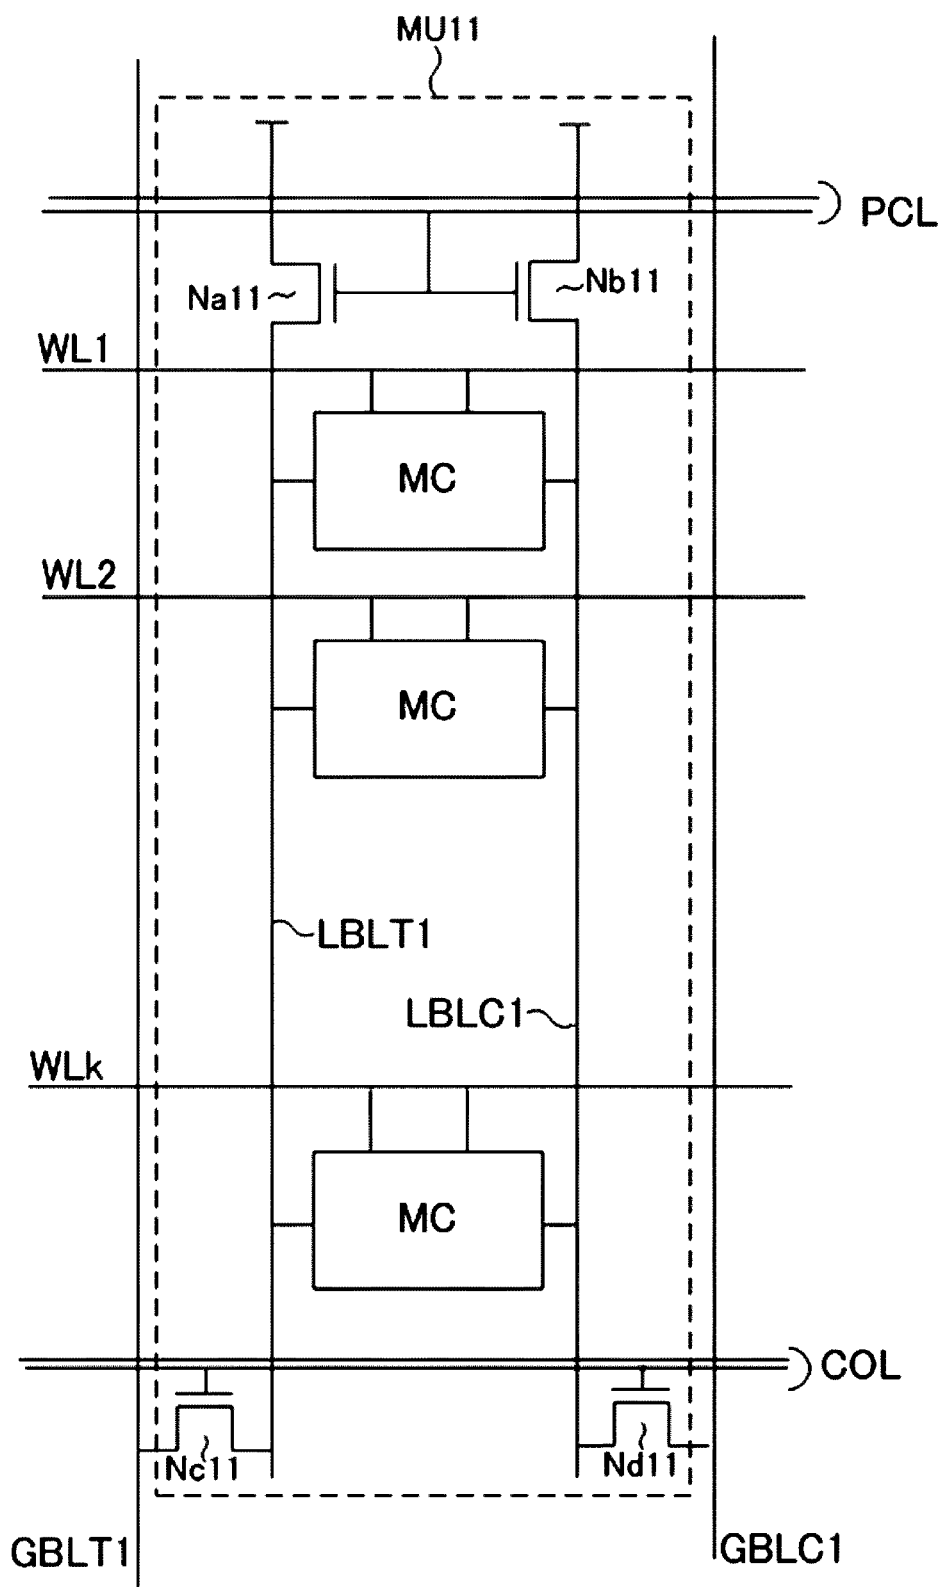 MU11
PCL
Na11
Nb11
WL1
MC
WL2
MC
LBLT1
LBLC1
WLk
MC
COL
Nc11
Nd11
GBLT1
GBLC1